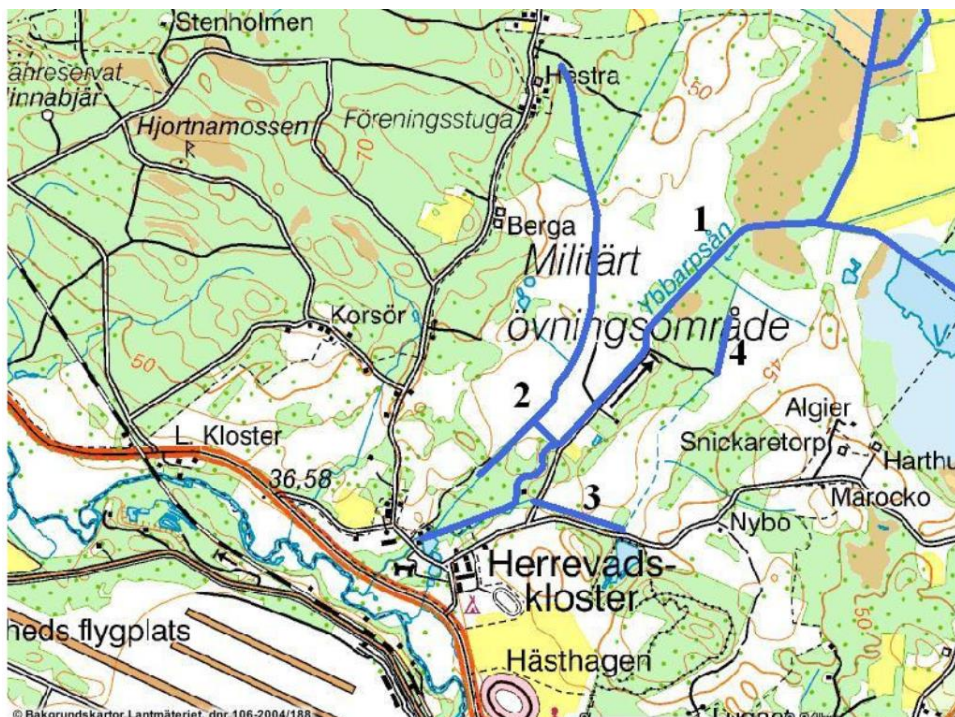 Stenholmen
Hestra
Föreningsstuga
Hjortnamossen
70
50
1
Berga
Ybbarpsån
Militärt
övningsområde
Korsör
50
4
45
2
Algier
L. Kloster
Snickaretorp
36,58
Marocko
3
Nybo
Herrevads-
kloster
50
heds flygplats
Hästhagen
© Bakgrundskartor Lantmäteriet, dnr 106-2004/188